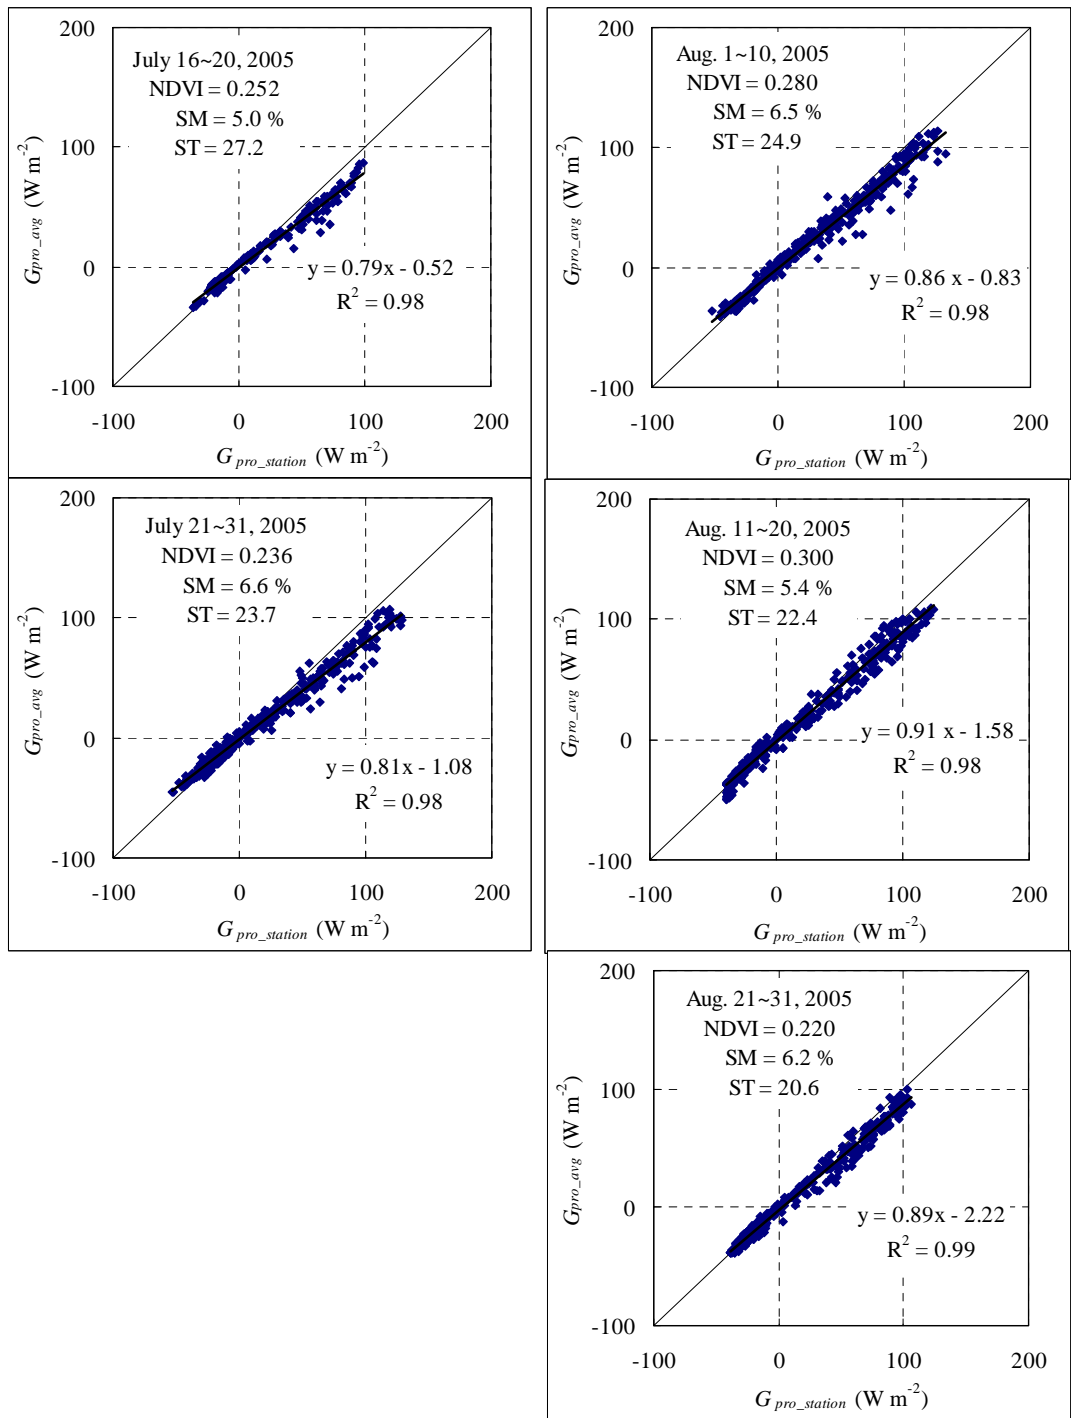 200
100
0
-100
-100
0
100
200
July 16~20, 2005
NDVI = 0.252
SM = 5.0 %
ST = 27.2
y = 0.79x - 0.52
R² = 0.98
Gpro_avg (W m⁻²)
G pro_station (W m⁻²)
200
100
0
-100
-100
0
100
200
Aug. 1~10, 2005
NDVI = 0.280
SM = 6.5 %
ST = 24.9
y = 0.86 x - 0.83
R² = 0.98
Gpro_avg (W m⁻²)
G pro_station (W m⁻²)
200
100
0
-100
-100
0
100
200
July 21~31, 2005
NDVI = 0.236
SM = 6.6 %
ST = 23.7
y = 0.81x - 1.08
R² = 0.98
Gpro_avg (W m⁻²)
G pro_station (W m⁻²)
200
100
0
-100
-100
0
100
200
Aug. 11~20, 2005
NDVI = 0.300
SM = 5.4 %
ST = 22.4
y = 0.91 x - 1.58
R² = 0.98
Gpro_avg (W m⁻²)
G pro_station (W m⁻²)
200
100
0
-100
-100
0
100
200
Aug. 21~31, 2005
NDVI = 0.220
SM = 6.2 %
ST = 20.6
y = 0.89x - 2.22
R² = 0.99
Gpro_avg (W m⁻²)
G pro_station (W m⁻²)